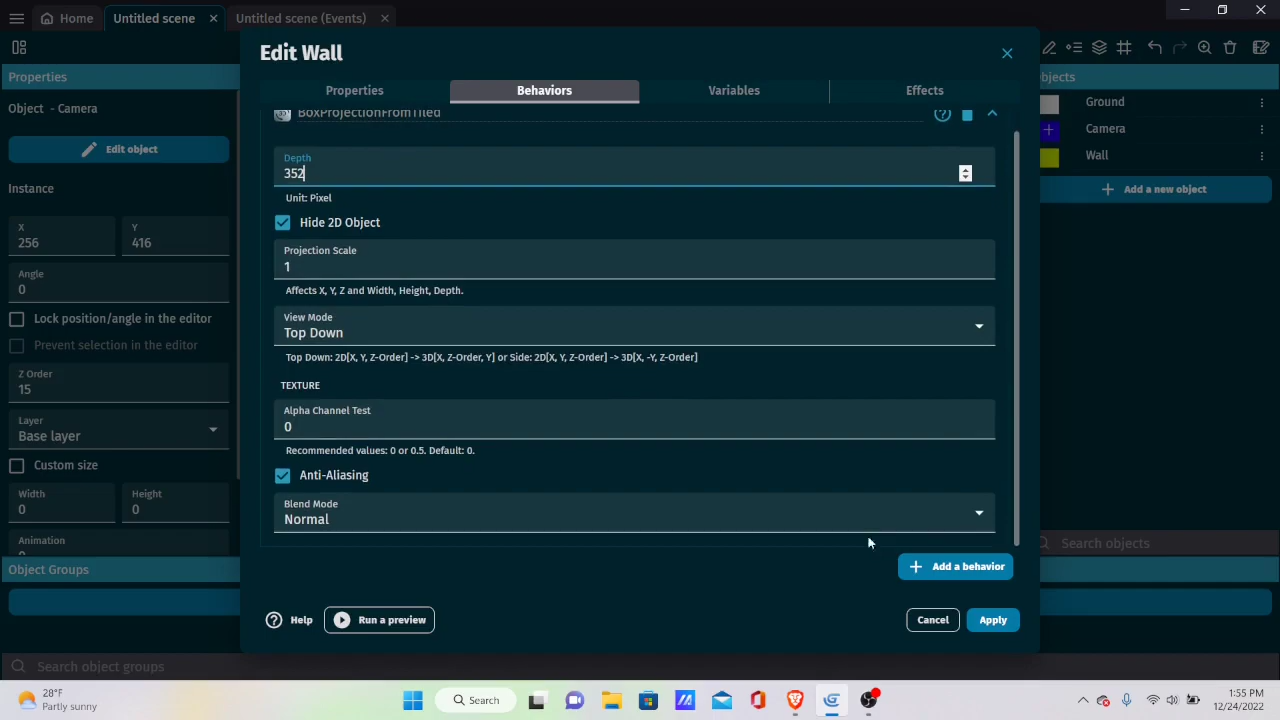 Home
Untitled scene
Untitled scene (Events)
Properties
Object - Camera
Edit object
Instance
X
256
Y
416
Angle
0
Lock position/angle in the editor
Prevent selection in the editor
Z Order
15
Layer
Base layer
Custom size
Width
0
Height
0
Animation
Object Groups
Search object groups
Edit Wall
Properties
Behaviors
Variables
Effects
BoxProjectionFromTiled
Depth
352
Unit: Pixel
Hide 2D Object
Projection Scale
1
Affects X, Y, Z and Width, Height, Depth.
View Mode
Top Down
Top Down: 2D[X, Y, Z-Order] -> 3D[X, Z-Order, Y] or Side: 2D[X, Y, Z-Order] -> 3D[X, -Y, Z-Order]
TEXTURE
Alpha Channel Test
0
Recommended values: 0 or 0.5. Default: 0.
Anti-Aliasing
Blend Mode
Normal
Add a behavior
Help
Run a preview
Cancel
Apply
bjects
Ground
Camera
Wall
Add a new object
Search objects
28°F
Partly sunny
Search
1:55 PM
12/24/2022